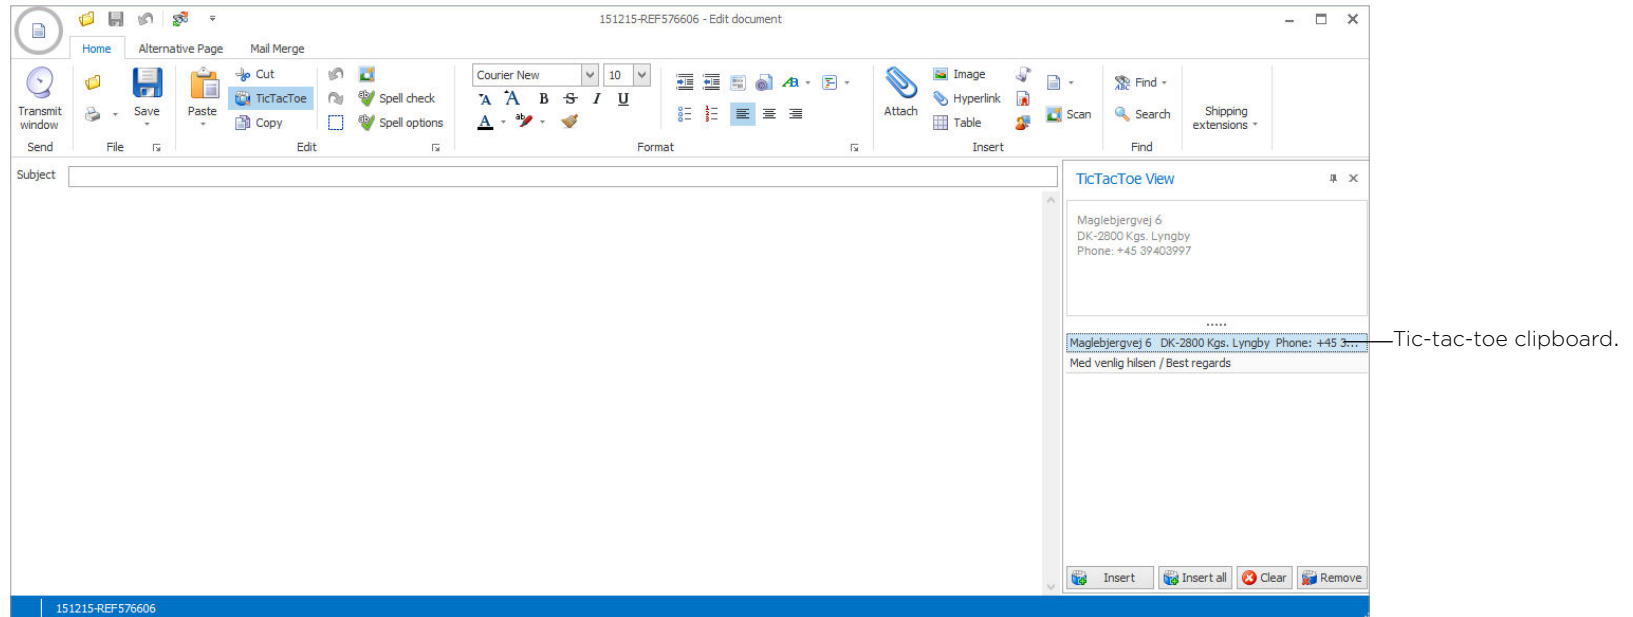 151215-REF576606 - Edit document
Home Alternative Page Mail Merge
Transmit window
Send
Save
File
Paste
Cut
TicTacToe
Copy
Spell check
Spell options
Edit
Courier New 10
A A B S I U
A ab
AB
Format
Attach
Image
Hyperlink
Table
Scan
Insert
Find
Search
Find
Shipping extensions
Subject
TicTacToe View
Maglebjergvej 6
DK-2800 Kgs. Lyngby
Phone: +45 39403997
Maglebjergvej 6 DK-2800 Kgs. Lyngby Phone: +45 3...
Tic-tac-toe clipboard.
Med venlig hilsen / Best regards
Insert Insert all Clear Remove
151215-REF576606